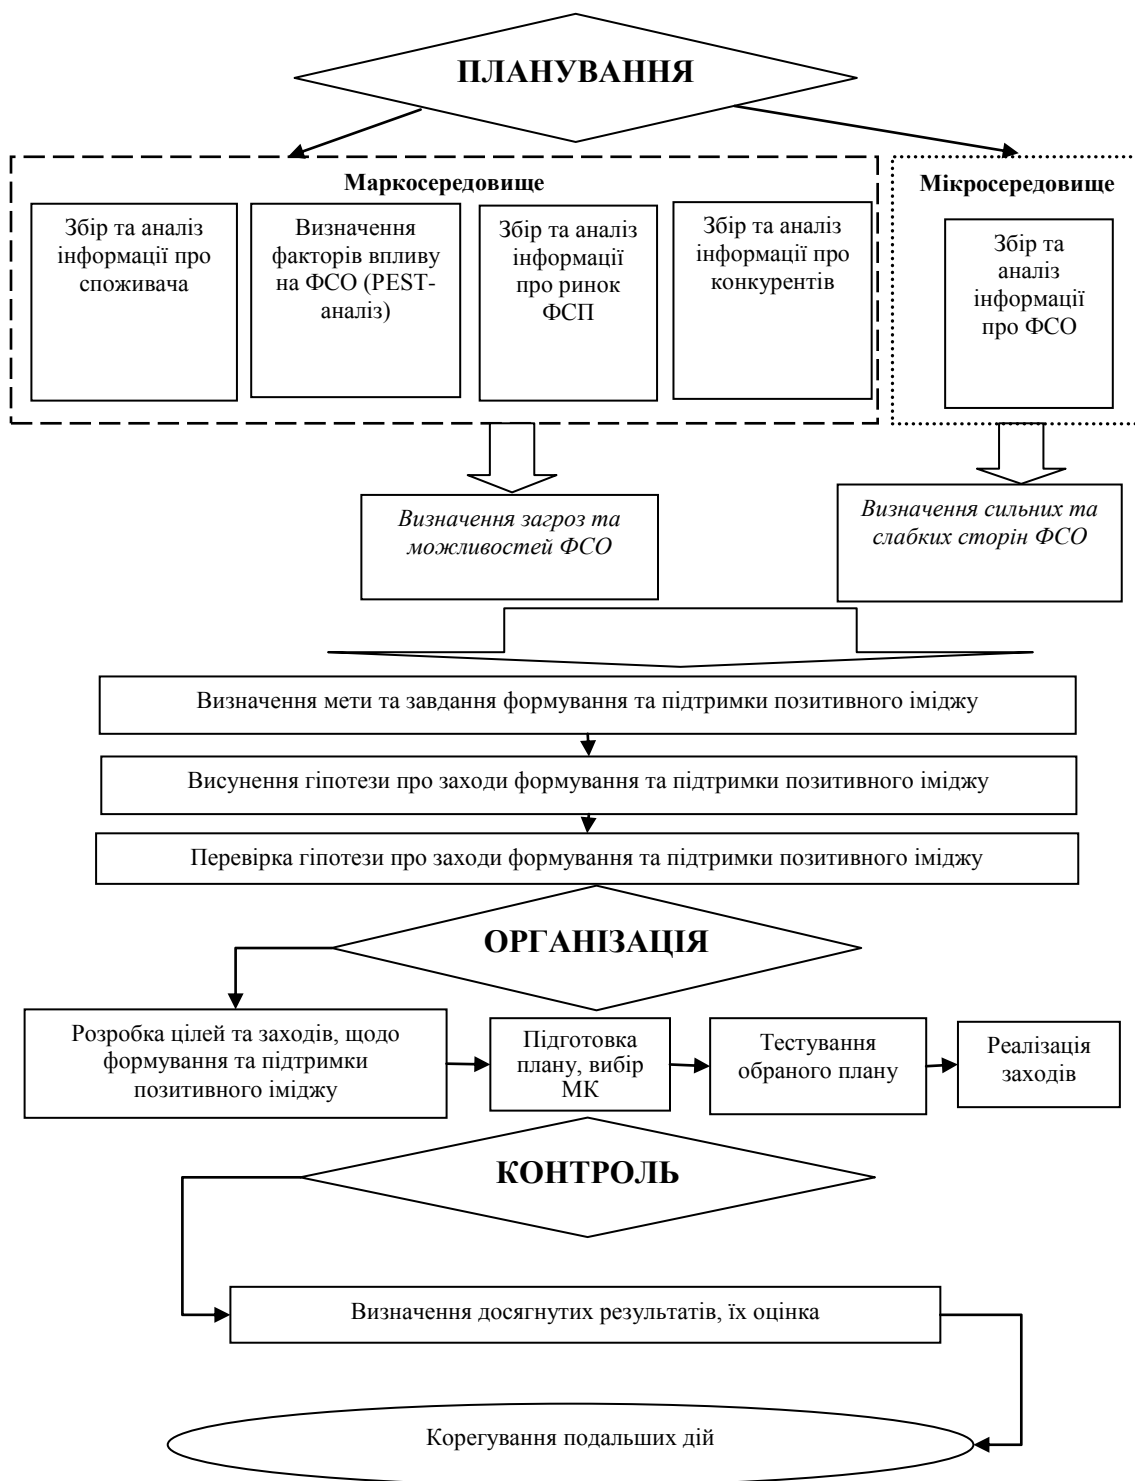 ПЛАНУВАННЯ
Маркосередовище
Збір та аналіз
інформації про
споживача
Визначення
факторів впливу
на ФСО (PEST-
аналіз)
Збір та аналіз
інформації
про ринок
ФСП
Збір та аналіз
інформації про
конкурентів
Мікросередовище
Збір та
аналіз
інформації
про ФСО
Визначення загроз та
можливостей ФСО
Визначення сильних та
слабких сторін ФСО
Визначення мети та завдання формування та підтримки позитивного іміджу
Висунення гіпотези про заходи формування та підтримки позитивного іміджу
Перевірка гіпотези про заходи формування та підтримки позитивного іміджу
ОРГАНІЗАЦІЯ
Розробка цілей та заходів, щодо
формування та підтримки
позитивного іміджу
Підготовка
плану, вибір
МК
Тестування
обраного плану
Реалізація
заходів
КОНТРОЛЬ
Визначення досягнутих результатів, їх оцінка
Корегування подальших дій